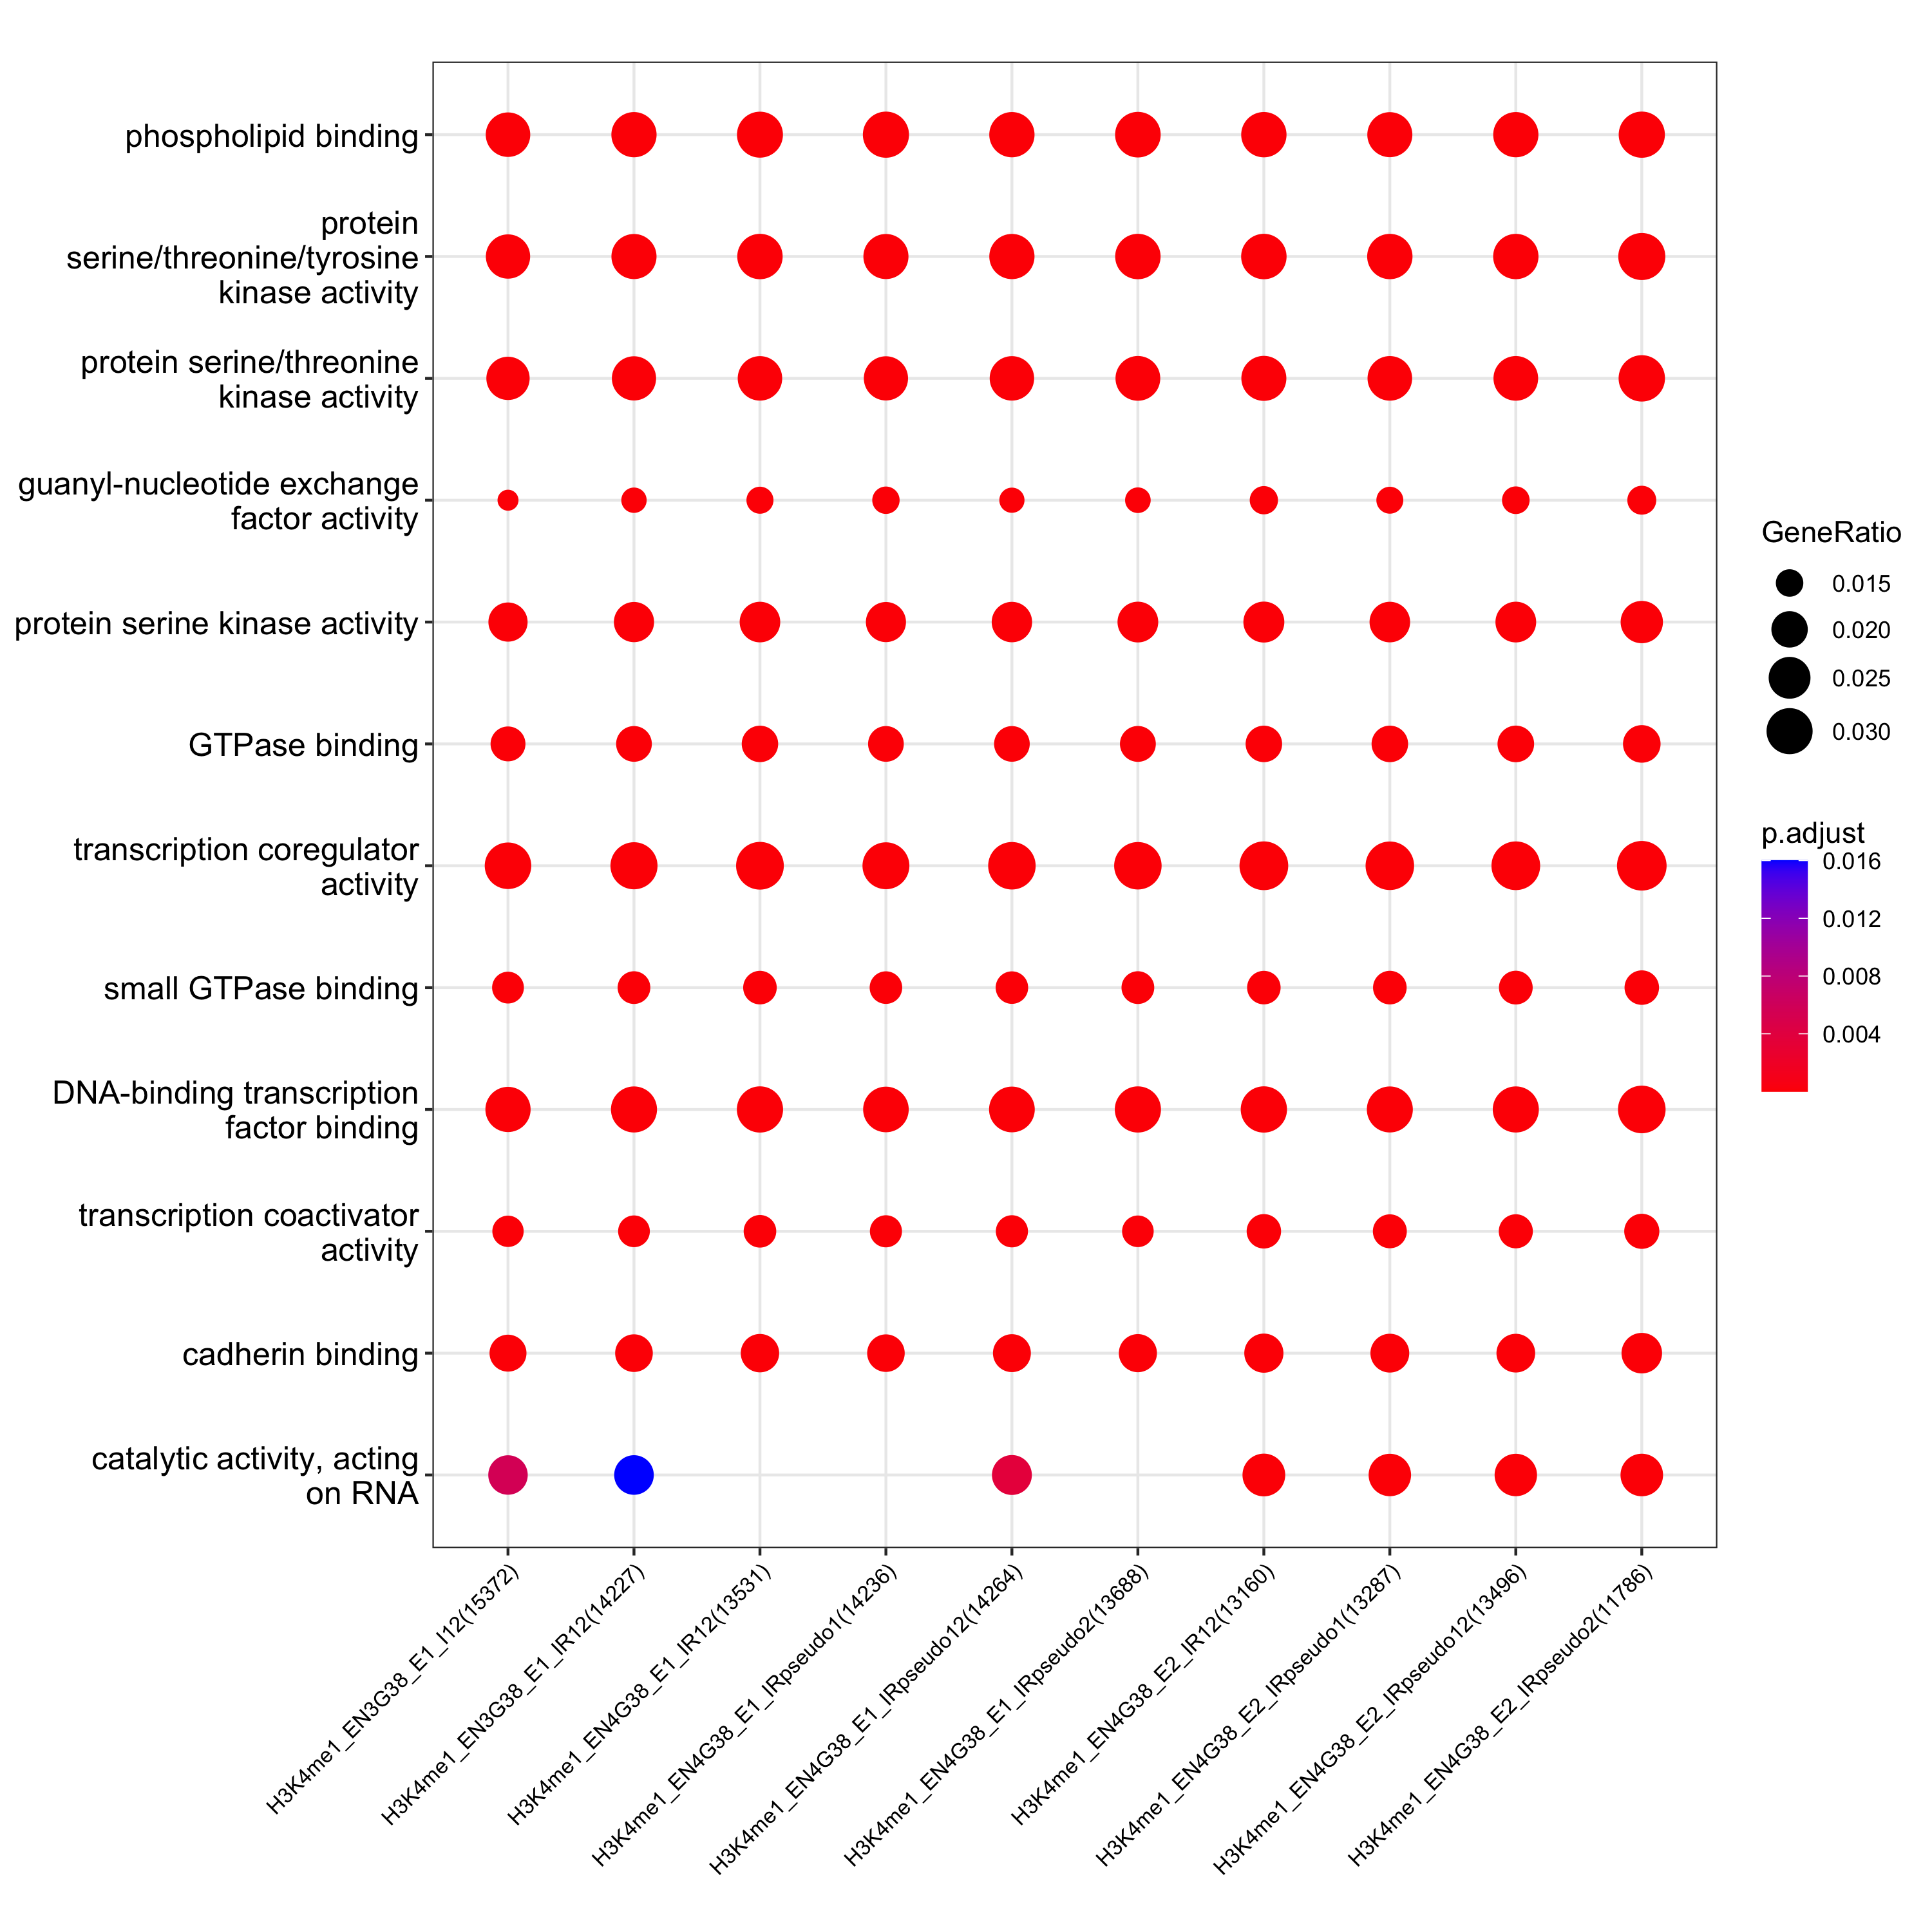 phospholipid binding
protein
serine/threonine/tyrosine
kinase activity
protein serine/threonine
kinase activity
guanyl-nucleotide exchange
factor activity
protein serine kinase activity
GTPase binding
transcription coregulator
activity
small GTPase binding
DNA-binding transcription
factor binding
transcription coactivator
activity
cadherin binding
catalytic activity, acting
on RNA
H3K4me1_EN3G38_E1_I12(15372)
H3K4me1_EN3G38_E1_IR12(14227)
H3K4me1_EN4G38_E1_IR12(13531)
H3K4me1_EN4G38_E1_IRpseudo1(14236)
H3K4me1_EN4G38_E1_IRpseudo12(14264)
H3K4me1_EN4G38_E1_IRpseudo2(13688)
H3K4me1_EN4G38_E2_IR12(13160)
H3K4me1_EN4G38_E2_IRpseudo1(13287)
H3K4me1_EN4G38_E2_IRpseudo12(13496)
H3K4me1_EN4G38_E2_IRpseudo2(11786)
GeneRatio
0.015
0.020
0.025
0.030
p.adjust
0.016
0.012
0.008
0.004